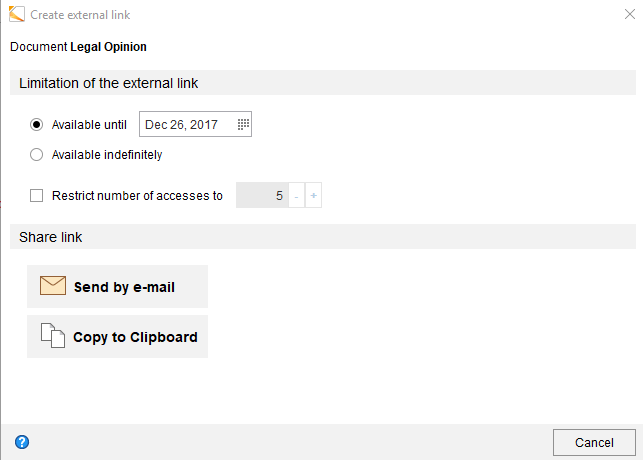 Create external link
Document Legal Opinion
Limitation of the external link
Available until Dec 26, 2017
Available indefinitely
Restrict number of accesses to 5 - +
Share link
Send by e-mail
Copy to Clipboard
? Cancel